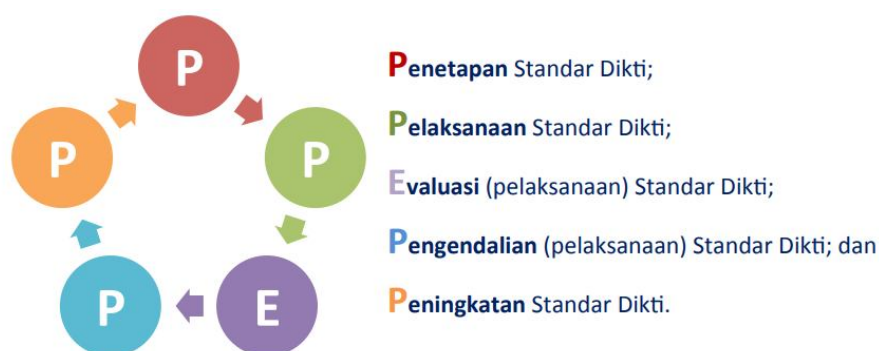 P
P
P
P
E
Penetapan Standar Dikti;
Pelaksanaan Standar Dikti;
Evaluasi (pelaksanaan) Standar Dikti;
Pengendalian (pelaksanaan) Standar Dikti; dan
Peningkatan Standar Dikti.